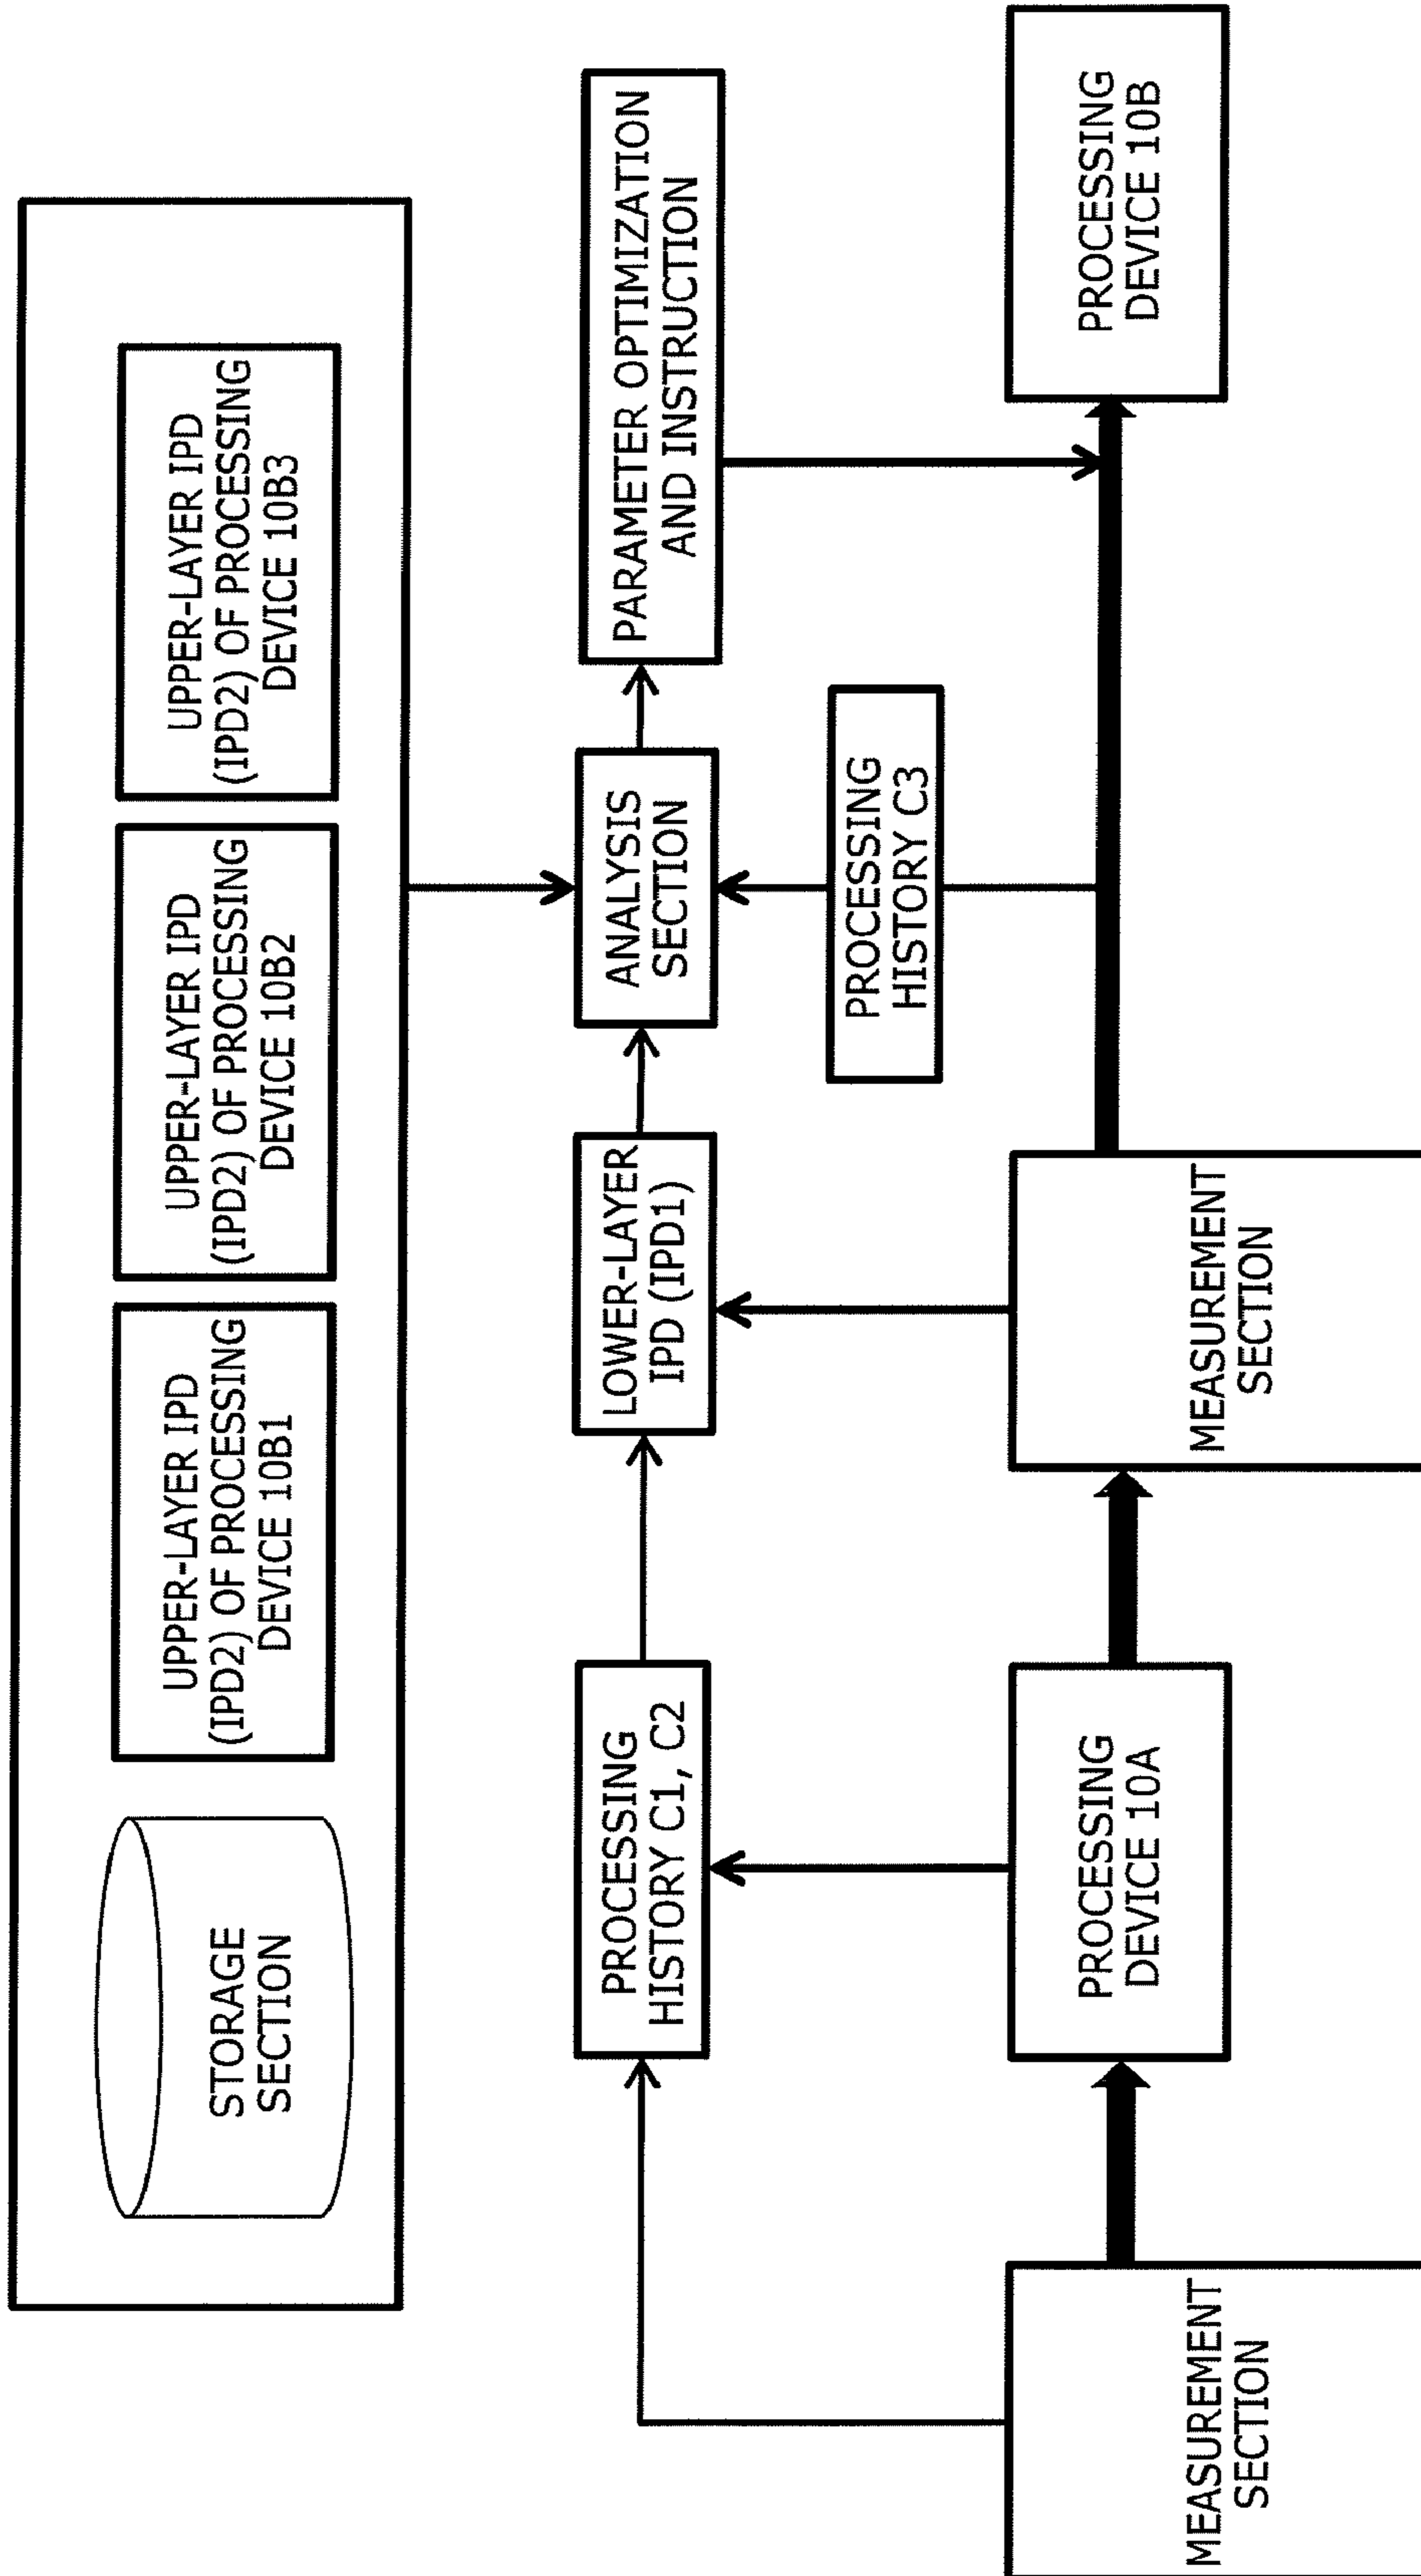 STORAGE
SECTION
UPPER-LAYER IPD
(IPD2) OF PROCESSING
DEVICE 10B1
UPPER-LAYER IPD
(IPD2) OF PROCESSING
DEVICE 10B2
UPPER-LAYER IPD
(IPD2) OF PROCESSING
DEVICE 10B3
PROCESSING
HISTORY C1, C2
LOWER-LAYER
IPD (IPD1)
ANALYSIS
SECTION
PARAMETER OPTIMIZATION
AND INSTRUCTION
PROCESSING
HISTORY C3
MEASUREMENT
SECTION
PROCESSING
DEVICE 10A
MEASUREMENT
SECTION
PROCESSING
DEVICE 10B